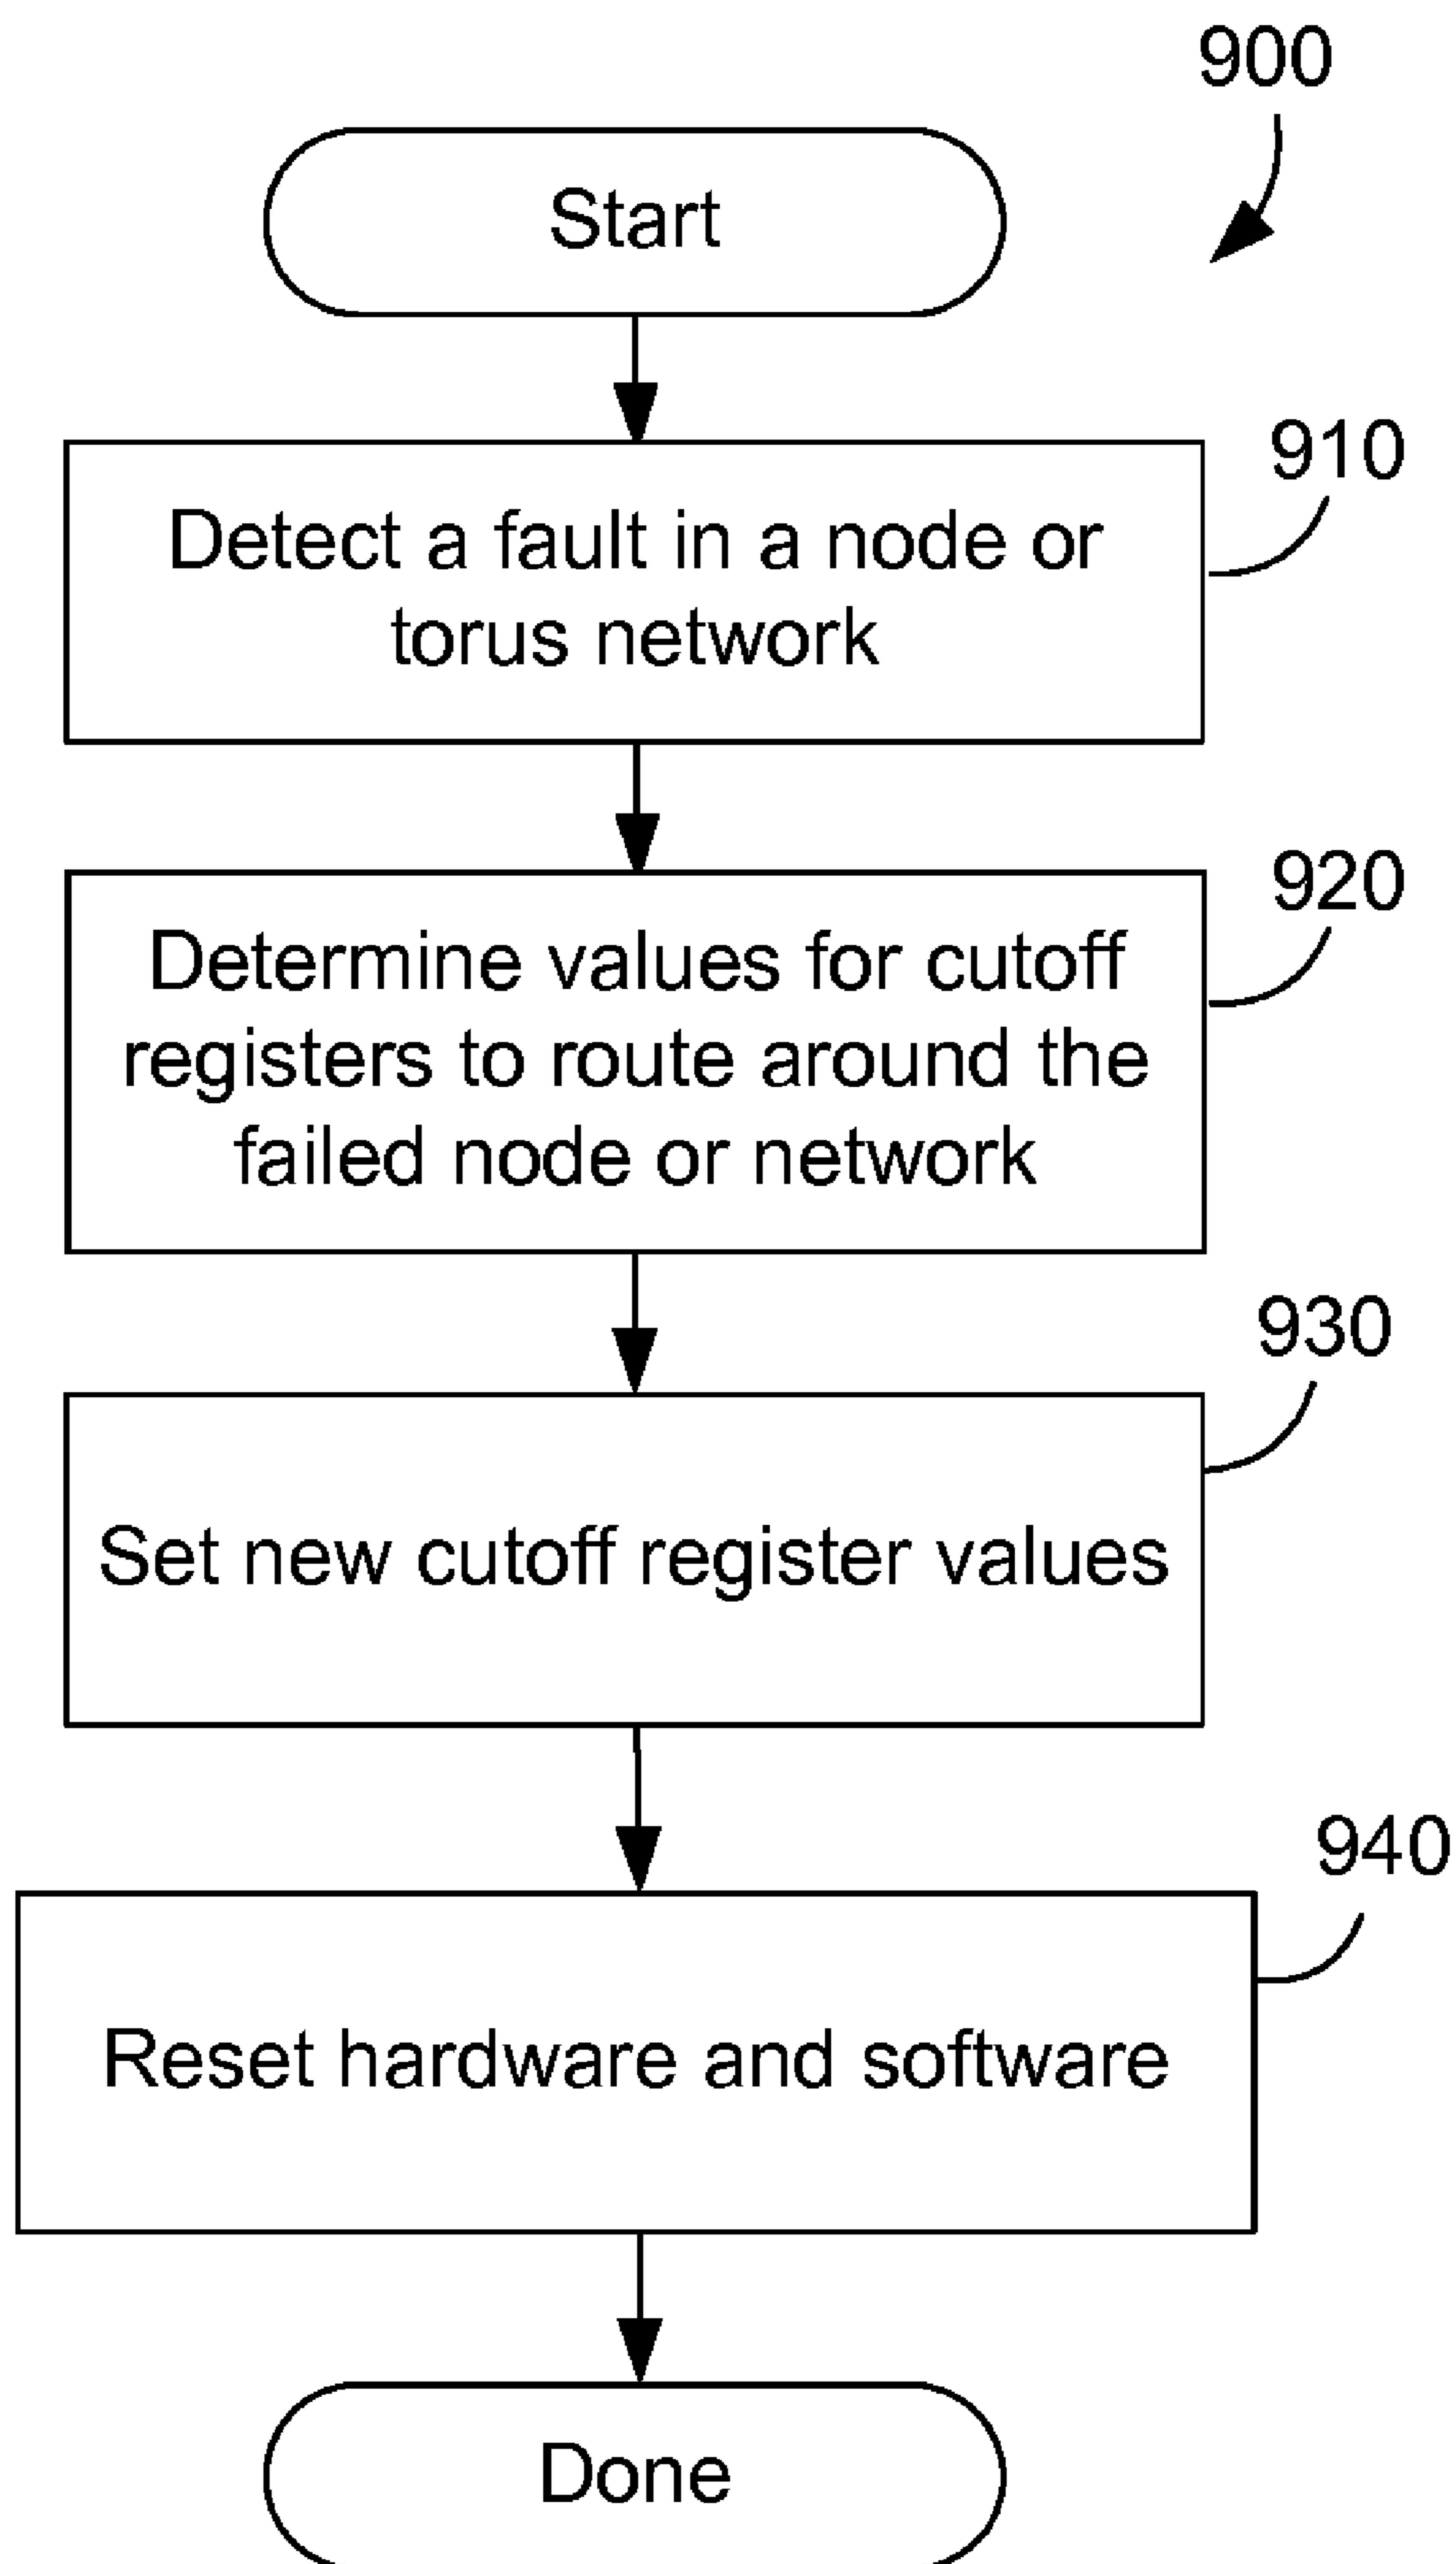 900
Start
910
Detect a fault in a node or
torus network
920
Determine values for cutoff
registers to route around the
failed node or network
930
Set new cutoff register values
940
Reset hardware and software
Done